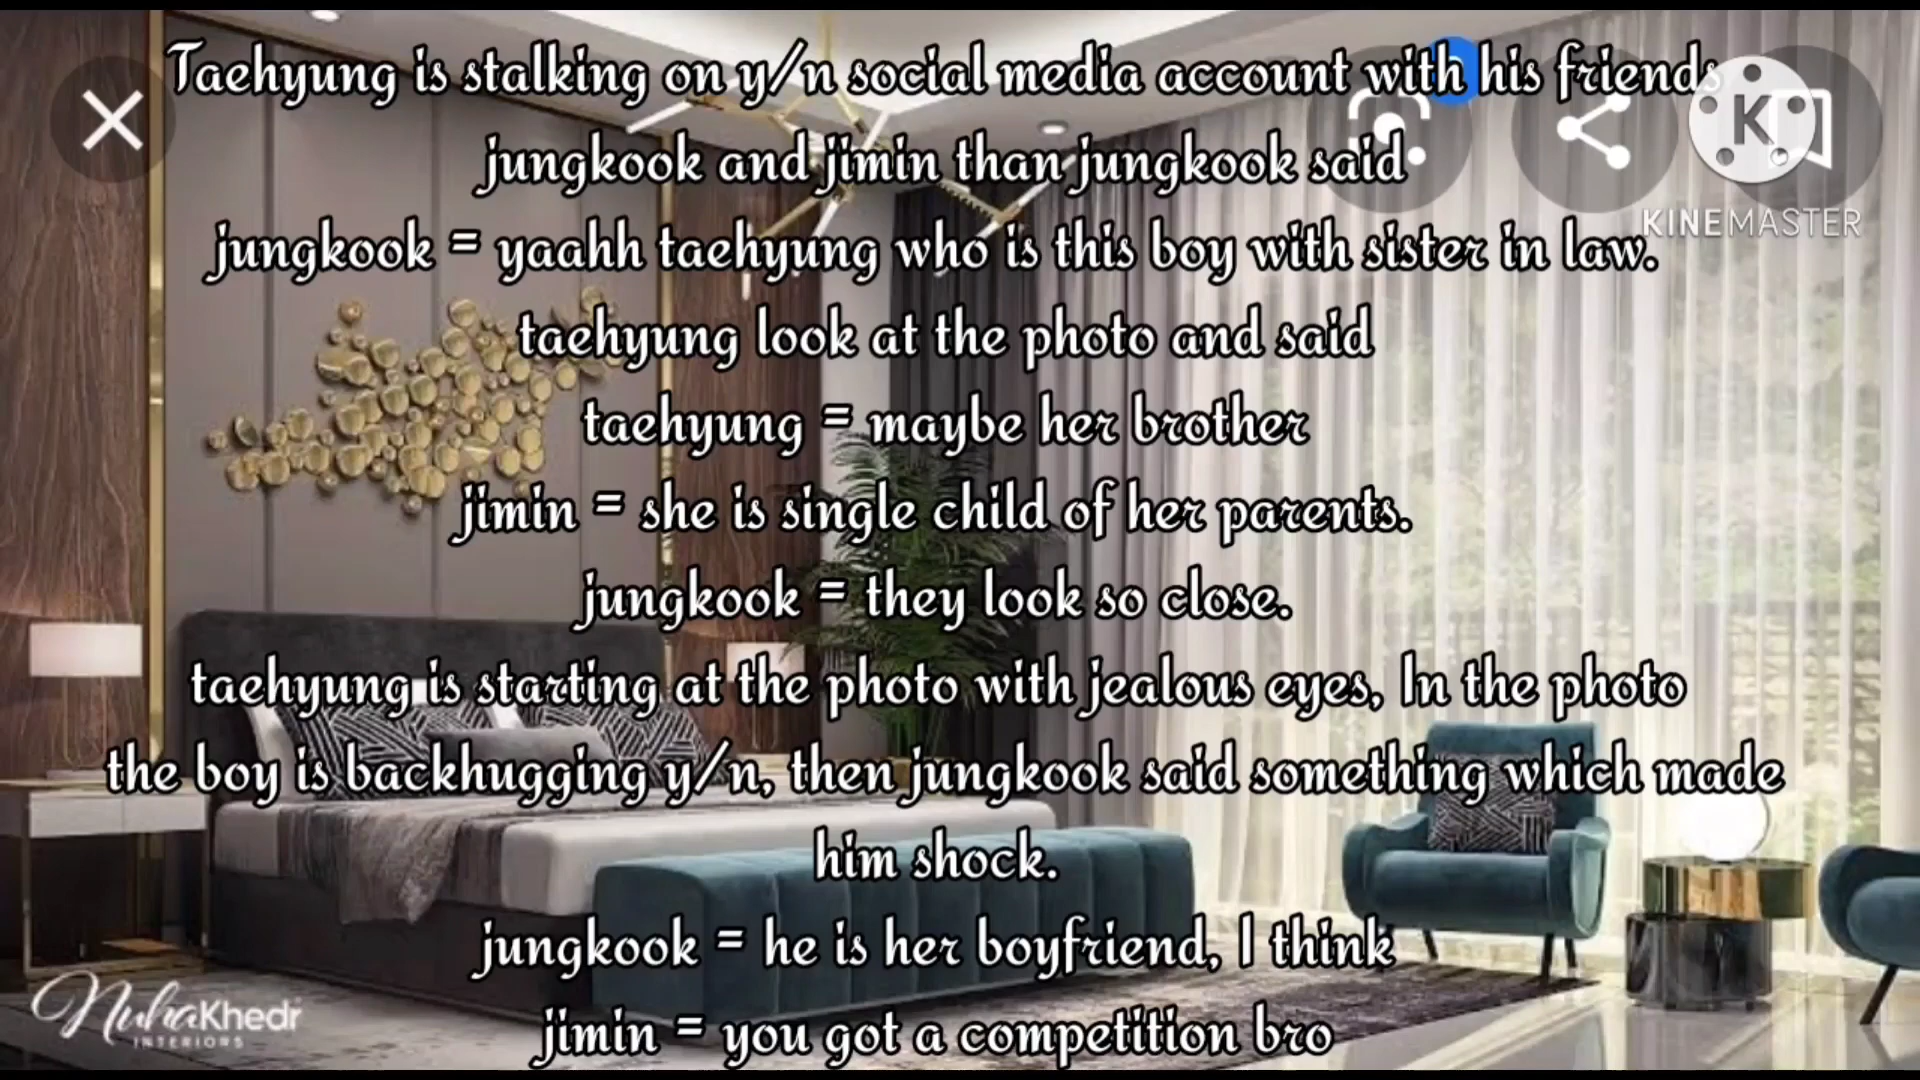 Taehyung is stalking on y/n social media account with his friends
jungkook and jimin than jungkook said
jungkook = yaahh taehyung who is this boy with sister in law.
taehyung look at the photo and said
taehyung = maybe her brother
jimin = she is single child of her parents.
jungkook = they look so close.
taehyung is starting at the photo with jealous eyes, In the photo
the boy is backhugging y/n, then jungkook said something which made
him shock.
jungkook = he is her boyfriend, I think
jimin = you got a competition bro
K
KINEMASTER
NuhaKhedr
INTERIORS